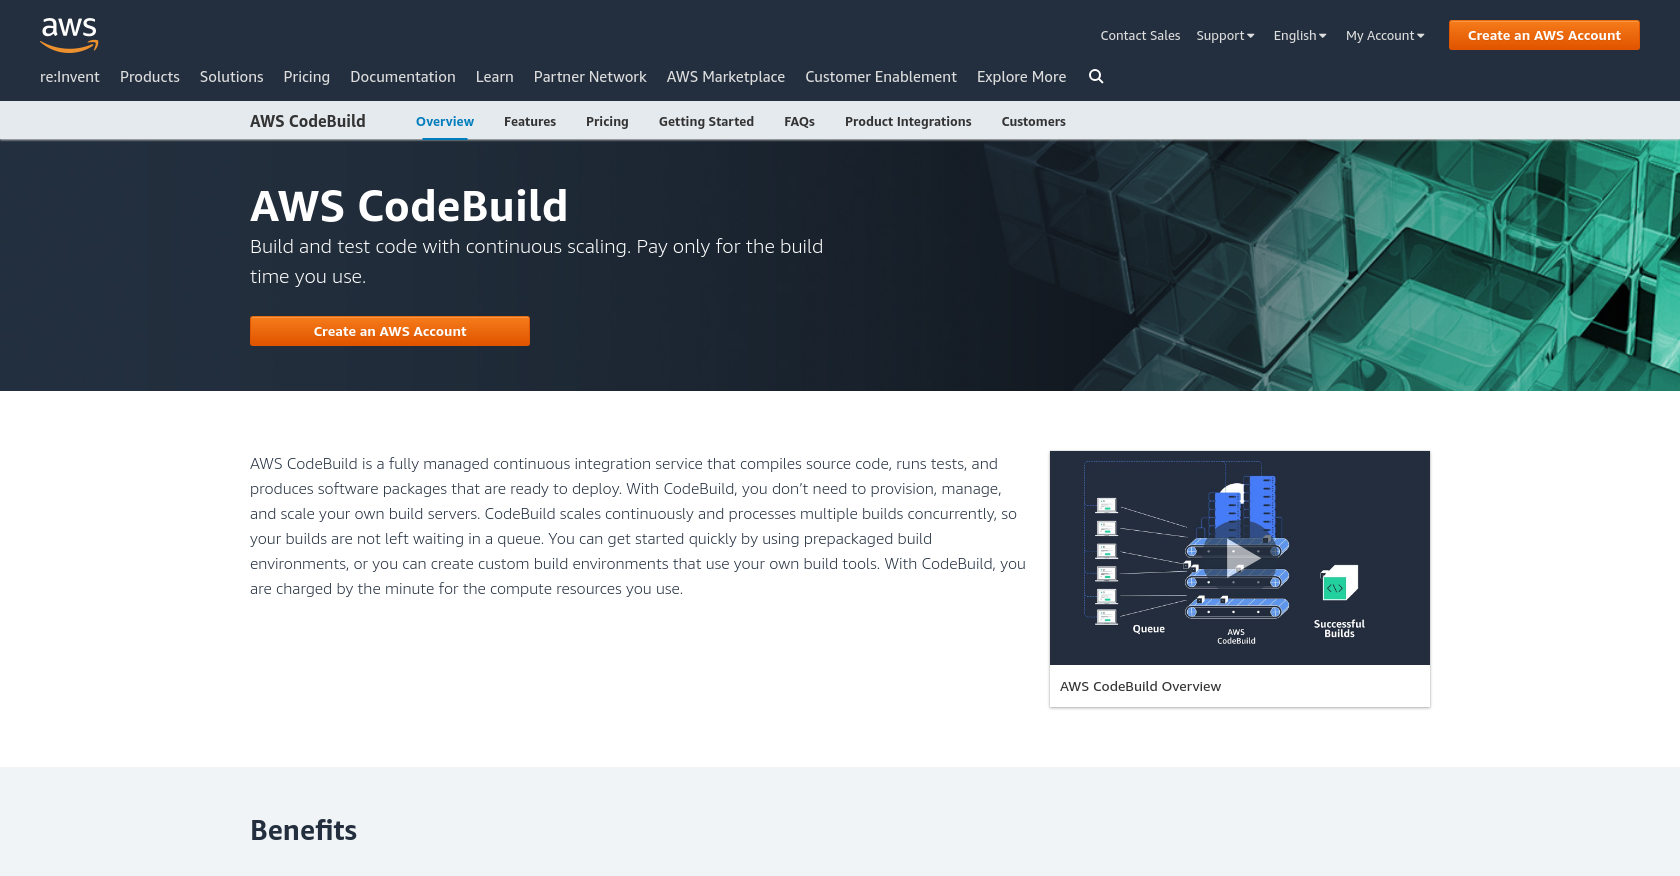 aws
Contact Sales Support English My Account Create an AWS Account
re:Invent Products Solutions Pricing Documentation Learn Partner Network AWS Marketplace Customer Enablement Explore More
AWS CodeBuild Overview Features Pricing Getting Started FAQs Product Integrations Customers
AWS CodeBuild
Build and test code with continuous scaling. Pay only for the build
time you use.
Create an AWS Account
AWS CodeBuild is a fully managed continuous integration service that compiles source code, runs tests, and
produces software packages that are ready to deploy. With CodeBuild, you don’t need to provision, manage,
and scale your own build servers. CodeBuild scales continuously and processes multiple builds concurrently, so
your builds are not left waiting in a queue. You can get started quickly by using prepackaged build
environments, or you can create custom build environments that use your own build tools. With CodeBuild, you
are charged by the minute for the compute resources you use.
Queue
AWS
CodeBuild
<\>
Successful
Builds
AWS CodeBuild Overview
Benefits